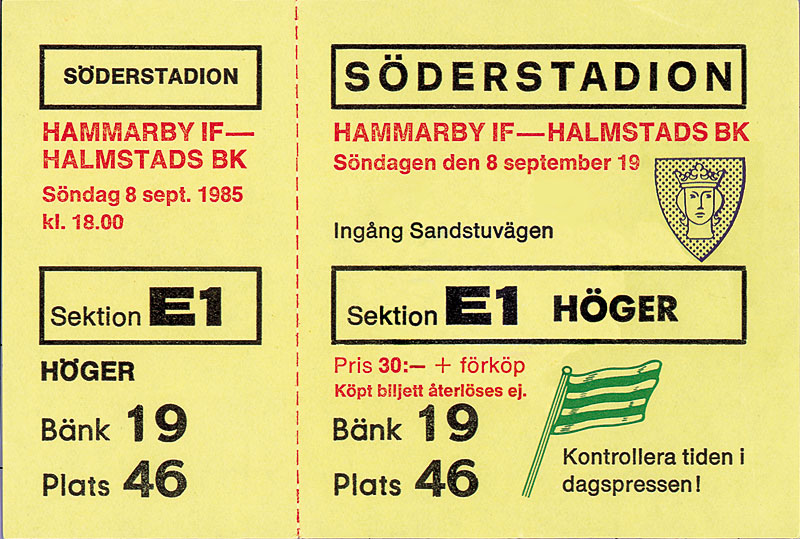 SÖDERSTADION
HAMMARBY IF—
HALMSTADS BK
Söndag 8 sept. 1985
kl. 18.00
Sektion E1
HÖGER
Bänk 19
Plats 46
SÖDERSTADION
HAMMARBY IF—HALMSTADS BK
Söndagen den 8 september 19
Ingång Sandstuvägen
Sektion E1 HÖGER
Pris 30:— + förköp
Köpt biljett återlöses ej.
Bänk 19
Plats 46
Kontrollera tiden i
dagspressen!